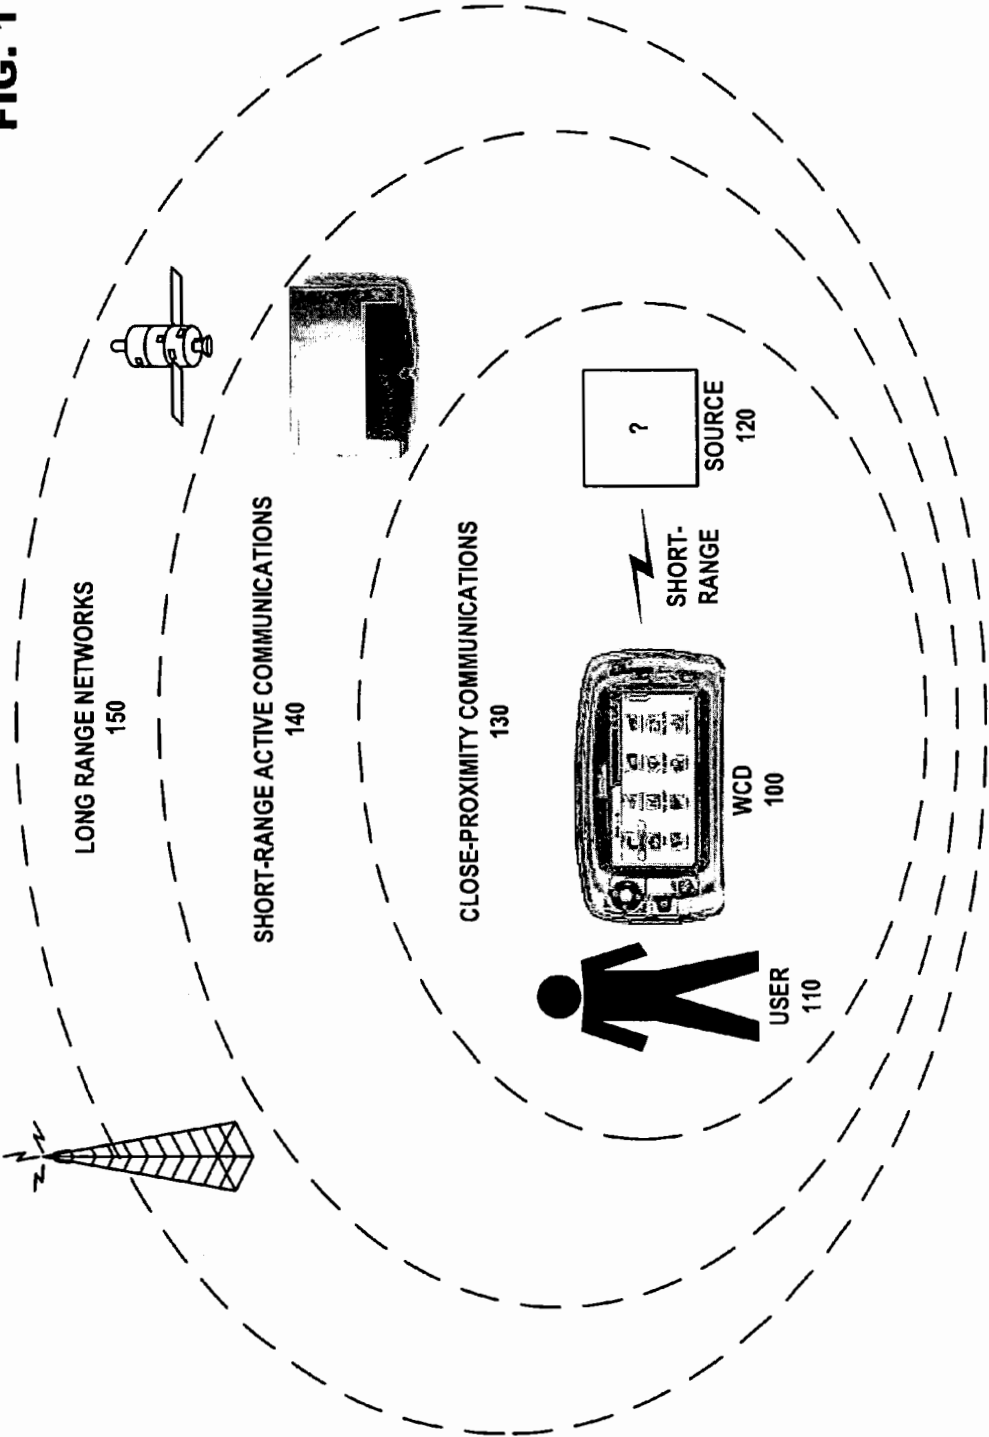 FIG. 1
LONG RANGE NETWORKS
150
SHORT-RANGE ACTIVE COMMUNICATIONS
140
CLOSE-PROXIMITY COMMUNICATIONS
130
USER
110
WCD
100
SHORT-
RANGE
?
SOURCE
120